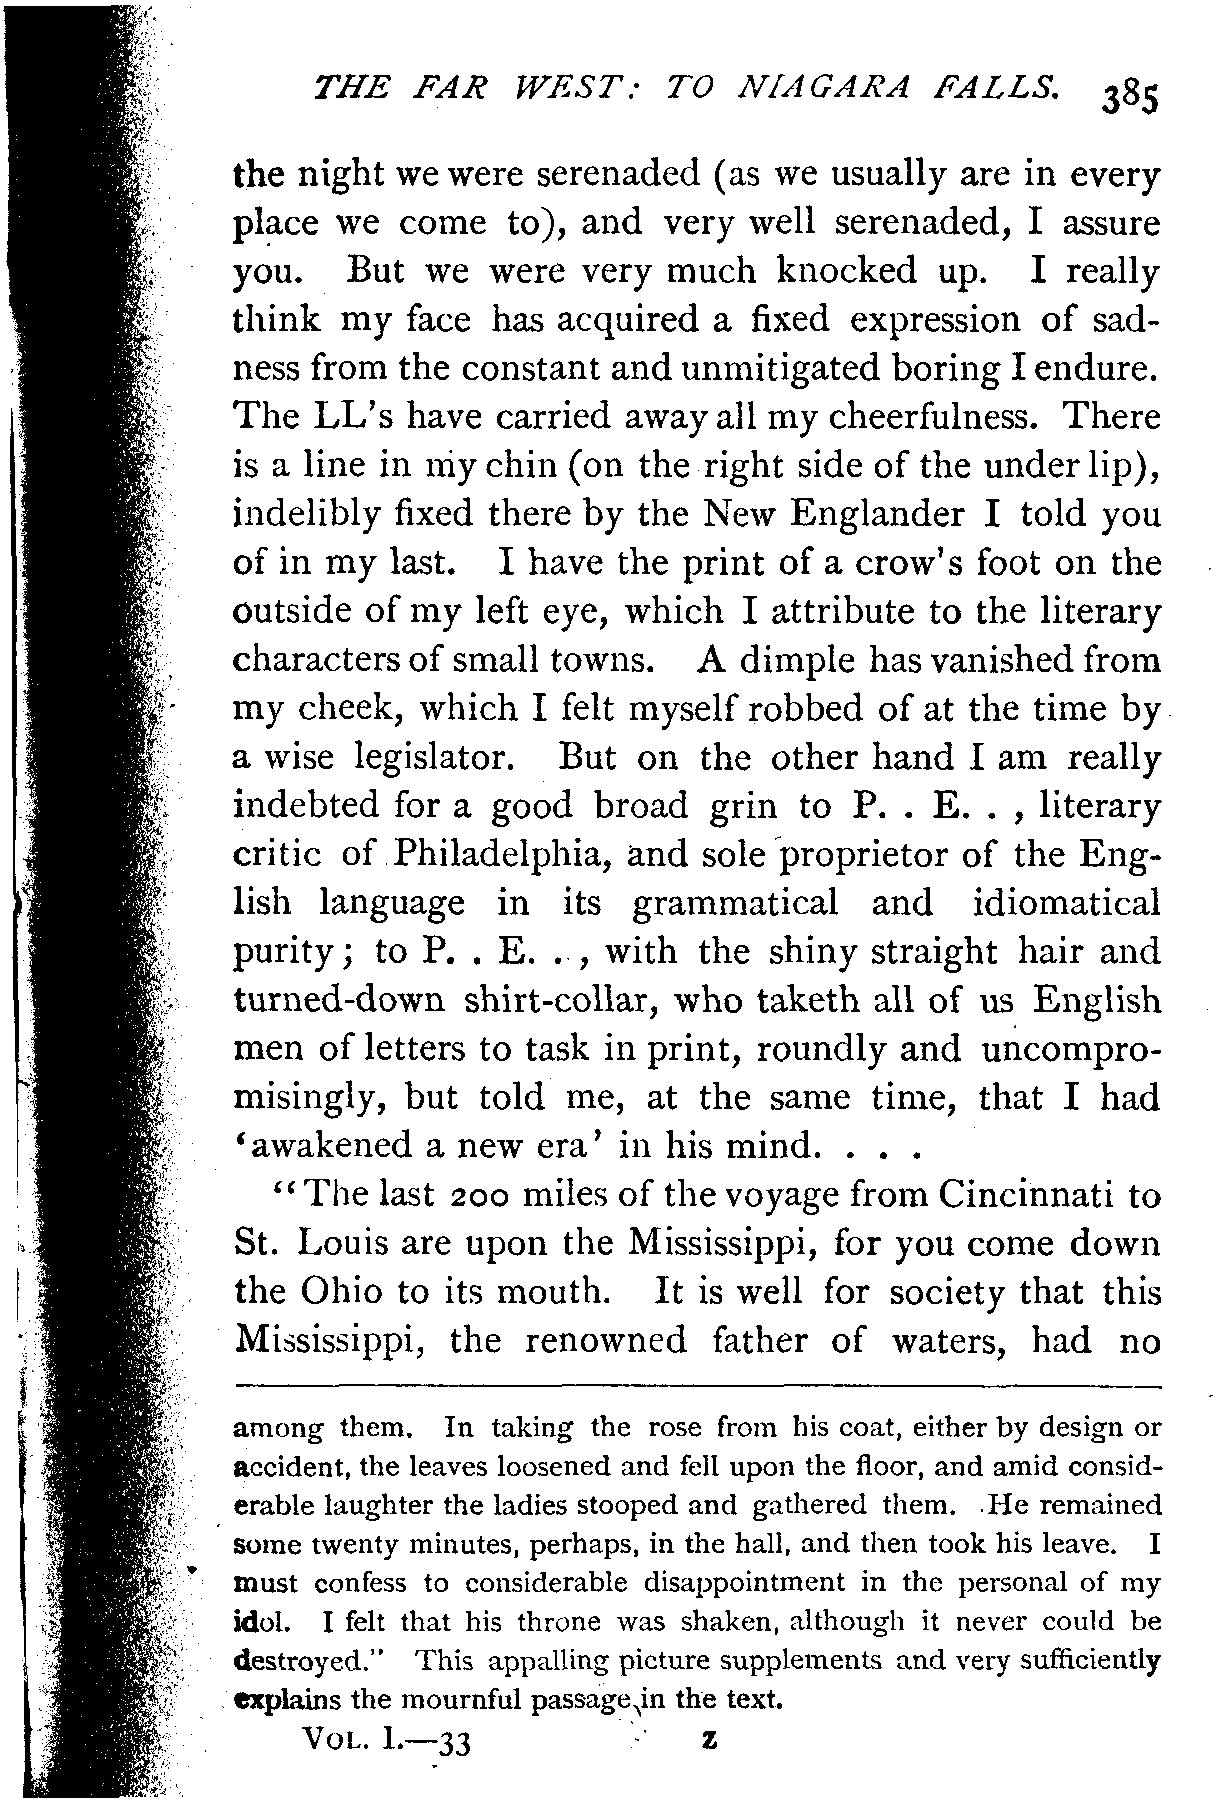 THE FAR WEST: TO NIAGARA FALLS. 385
the night we were serenaded (as we usually are in every
place we come to), and very well serenaded, I assure
you. But we were very much knocked up. I really
think my face has acquired a fixed expression of sad-
ness from the constant and unmitigated boring I endure.
The LL's have carried away all my cheerfulness. There
is a line in my chin (on the right side of the under lip),
indelibly fixed there by the New Englander I told you
of in my last. I have the print of a crow's foot on the
outside of my left eye, which I attribute to the literary
characters of small towns. A dimple has vanished from
my cheek, which I felt myself robbed of at the time by
a wise legislator. But on the other hand I am really
indebted for a good broad grin to P. . E. . , literary
critic of Philadelphia, and sole proprietor of the Eng-
lish language in its grammatical and idiomatical
purity; to P. . E. . , with the shiny straight hair and
turned-down shirt-collar, who taketh all of us English
men of letters to task in print, roundly and uncompro-
misingly, but told me, at the same time, that I had
'awakened a new era' in his mind. . . .
"The last 200 miles of the voyage from Cincinnati to
St. Louis are upon the Mississippi, for you come down
the Ohio to its mouth. It is well for society that this
Mississippi, the renowned father of waters, had no
among them. In taking the rose from his coat, either by design or
accident, the leaves loosened and fell upon the floor, and amid consid-
erable laughter the ladies stooped and gathered them. He remained
some twenty minutes, perhaps, in the hall, and then took his leave. I
must confess to considerable disappointment in the personal of my
idol. I felt that his throne was shaken, although it never could be
destroyed." This appalling picture supplements and very sufficiently
explains the mournful passage in the text.
VOL. I.—33 Z